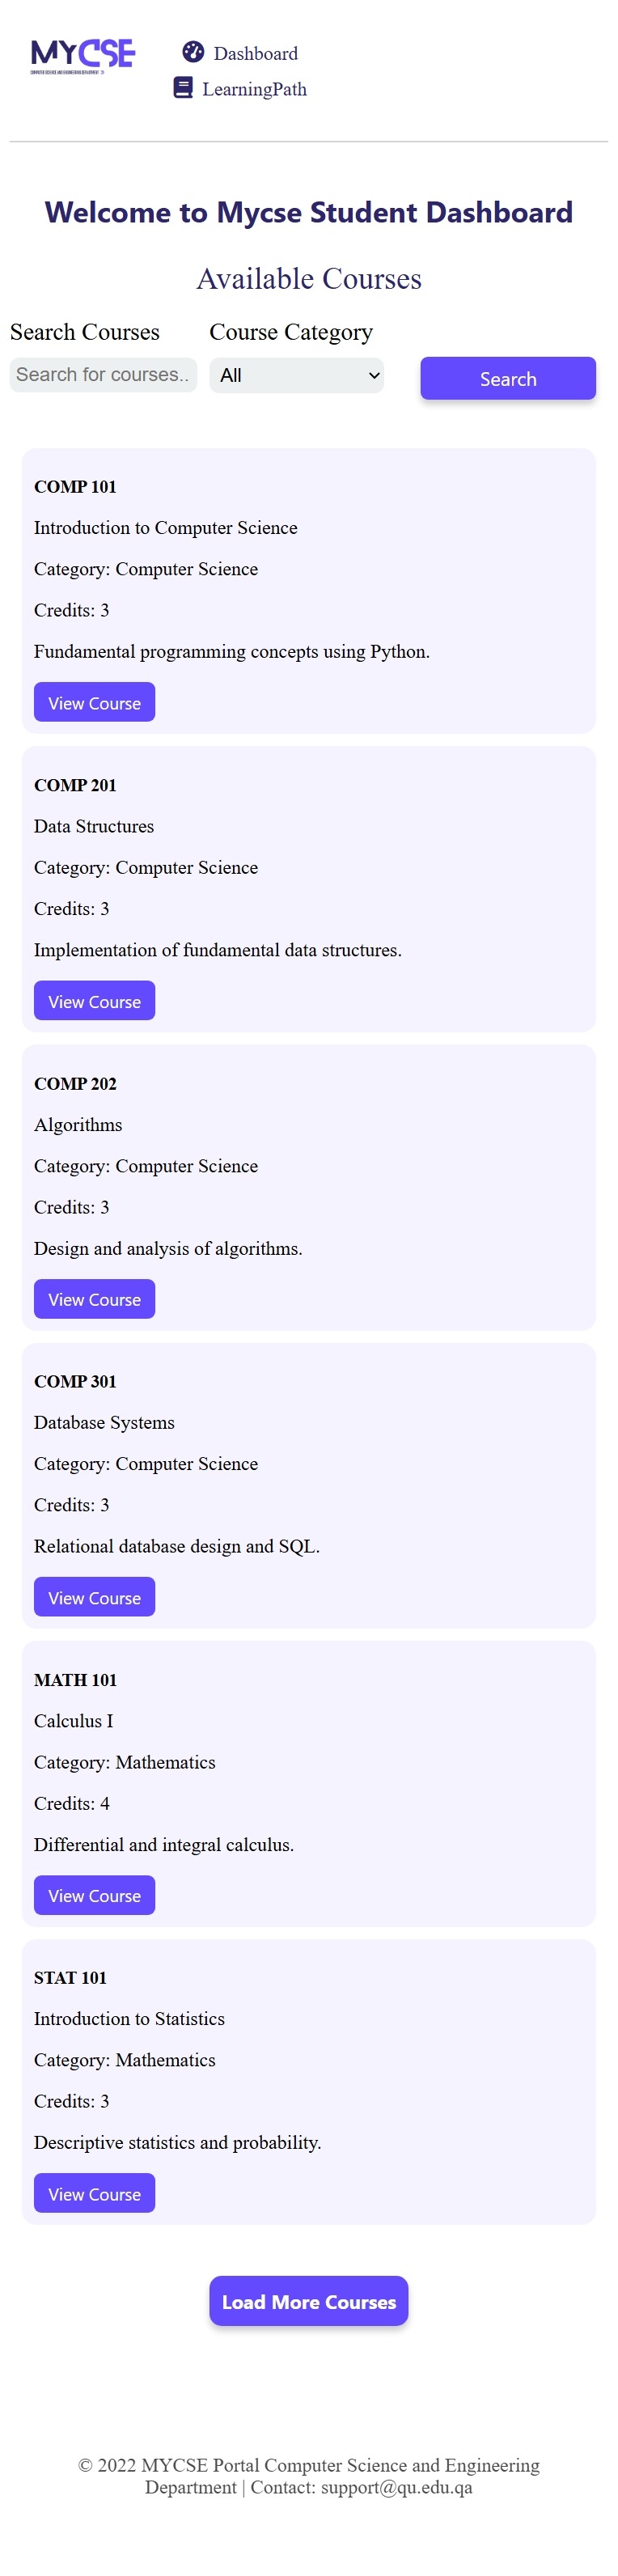 MYCSE
COMPUTER SCIENCE AND ENGINEERING DEVELOPMENT
Dashboard
LearningPath
Welcome to Mycse Student Dashboard
Available Courses
Search Courses
Course Category
Search for courses..
All
Search
COMP 101
Introduction to Computer Science
Category: Computer Science
Credits: 3
Fundamental programming concepts using Python.
View Course
COMP 201
Data Structures
Category: Computer Science
Credits: 3
Implementation of fundamental data structures.
View Course
COMP 202
Algorithms
Category: Computer Science
Credits: 3
Design and analysis of algorithms.
View Course
COMP 301
Database Systems
Category: Computer Science
Credits: 3
Relational database design and SQL.
View Course
MATH 101
Calculus I
Category: Mathematics
Credits: 4
Differential and integral calculus.
View Course
STAT 101
Introduction to Statistics
Category: Mathematics
Credits: 3
Descriptive statistics and probability.
View Course
Load More Courses
© 2022 MYCSE Portal Computer Science and Engineering
Department | Contact: support@qu.edu.qa